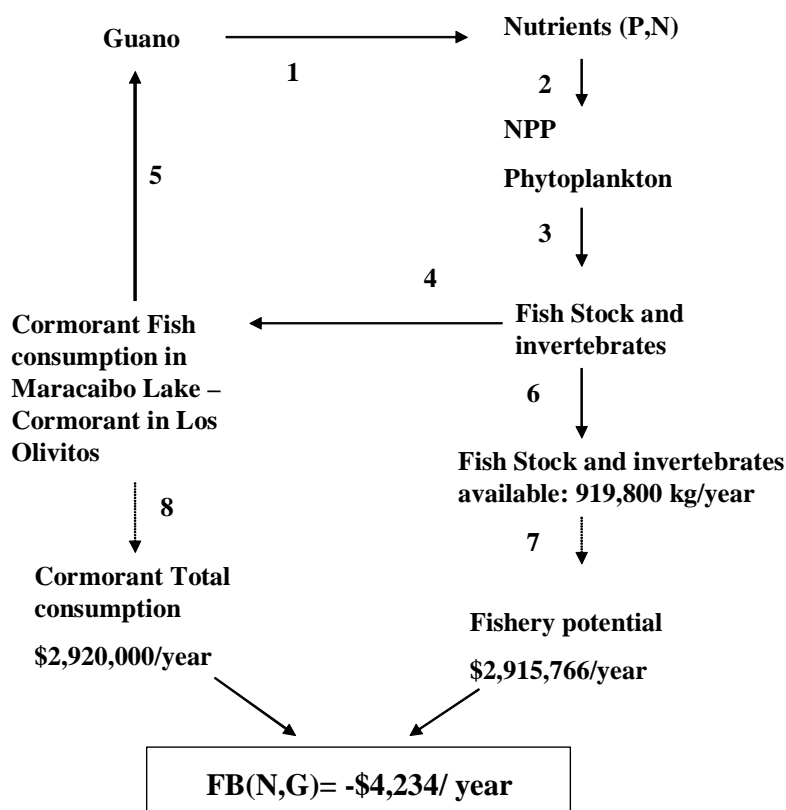 Guano
1
Nutrients (P,N)
2
NPP
Phytoplankton
3
5
4
Cormorant Fish
consumption in
Maracaibo Lake –
Cormorant in Los
Olivitos
Fish Stock and
invertebrates
6
Fish Stock and invertebrates
available: 919,800 kg/year
8
7
Cormorant Total
consumption
$2,920,000/year
Fishery potential
$2,915,766/year
FB(N,G)= -$4,234/ year